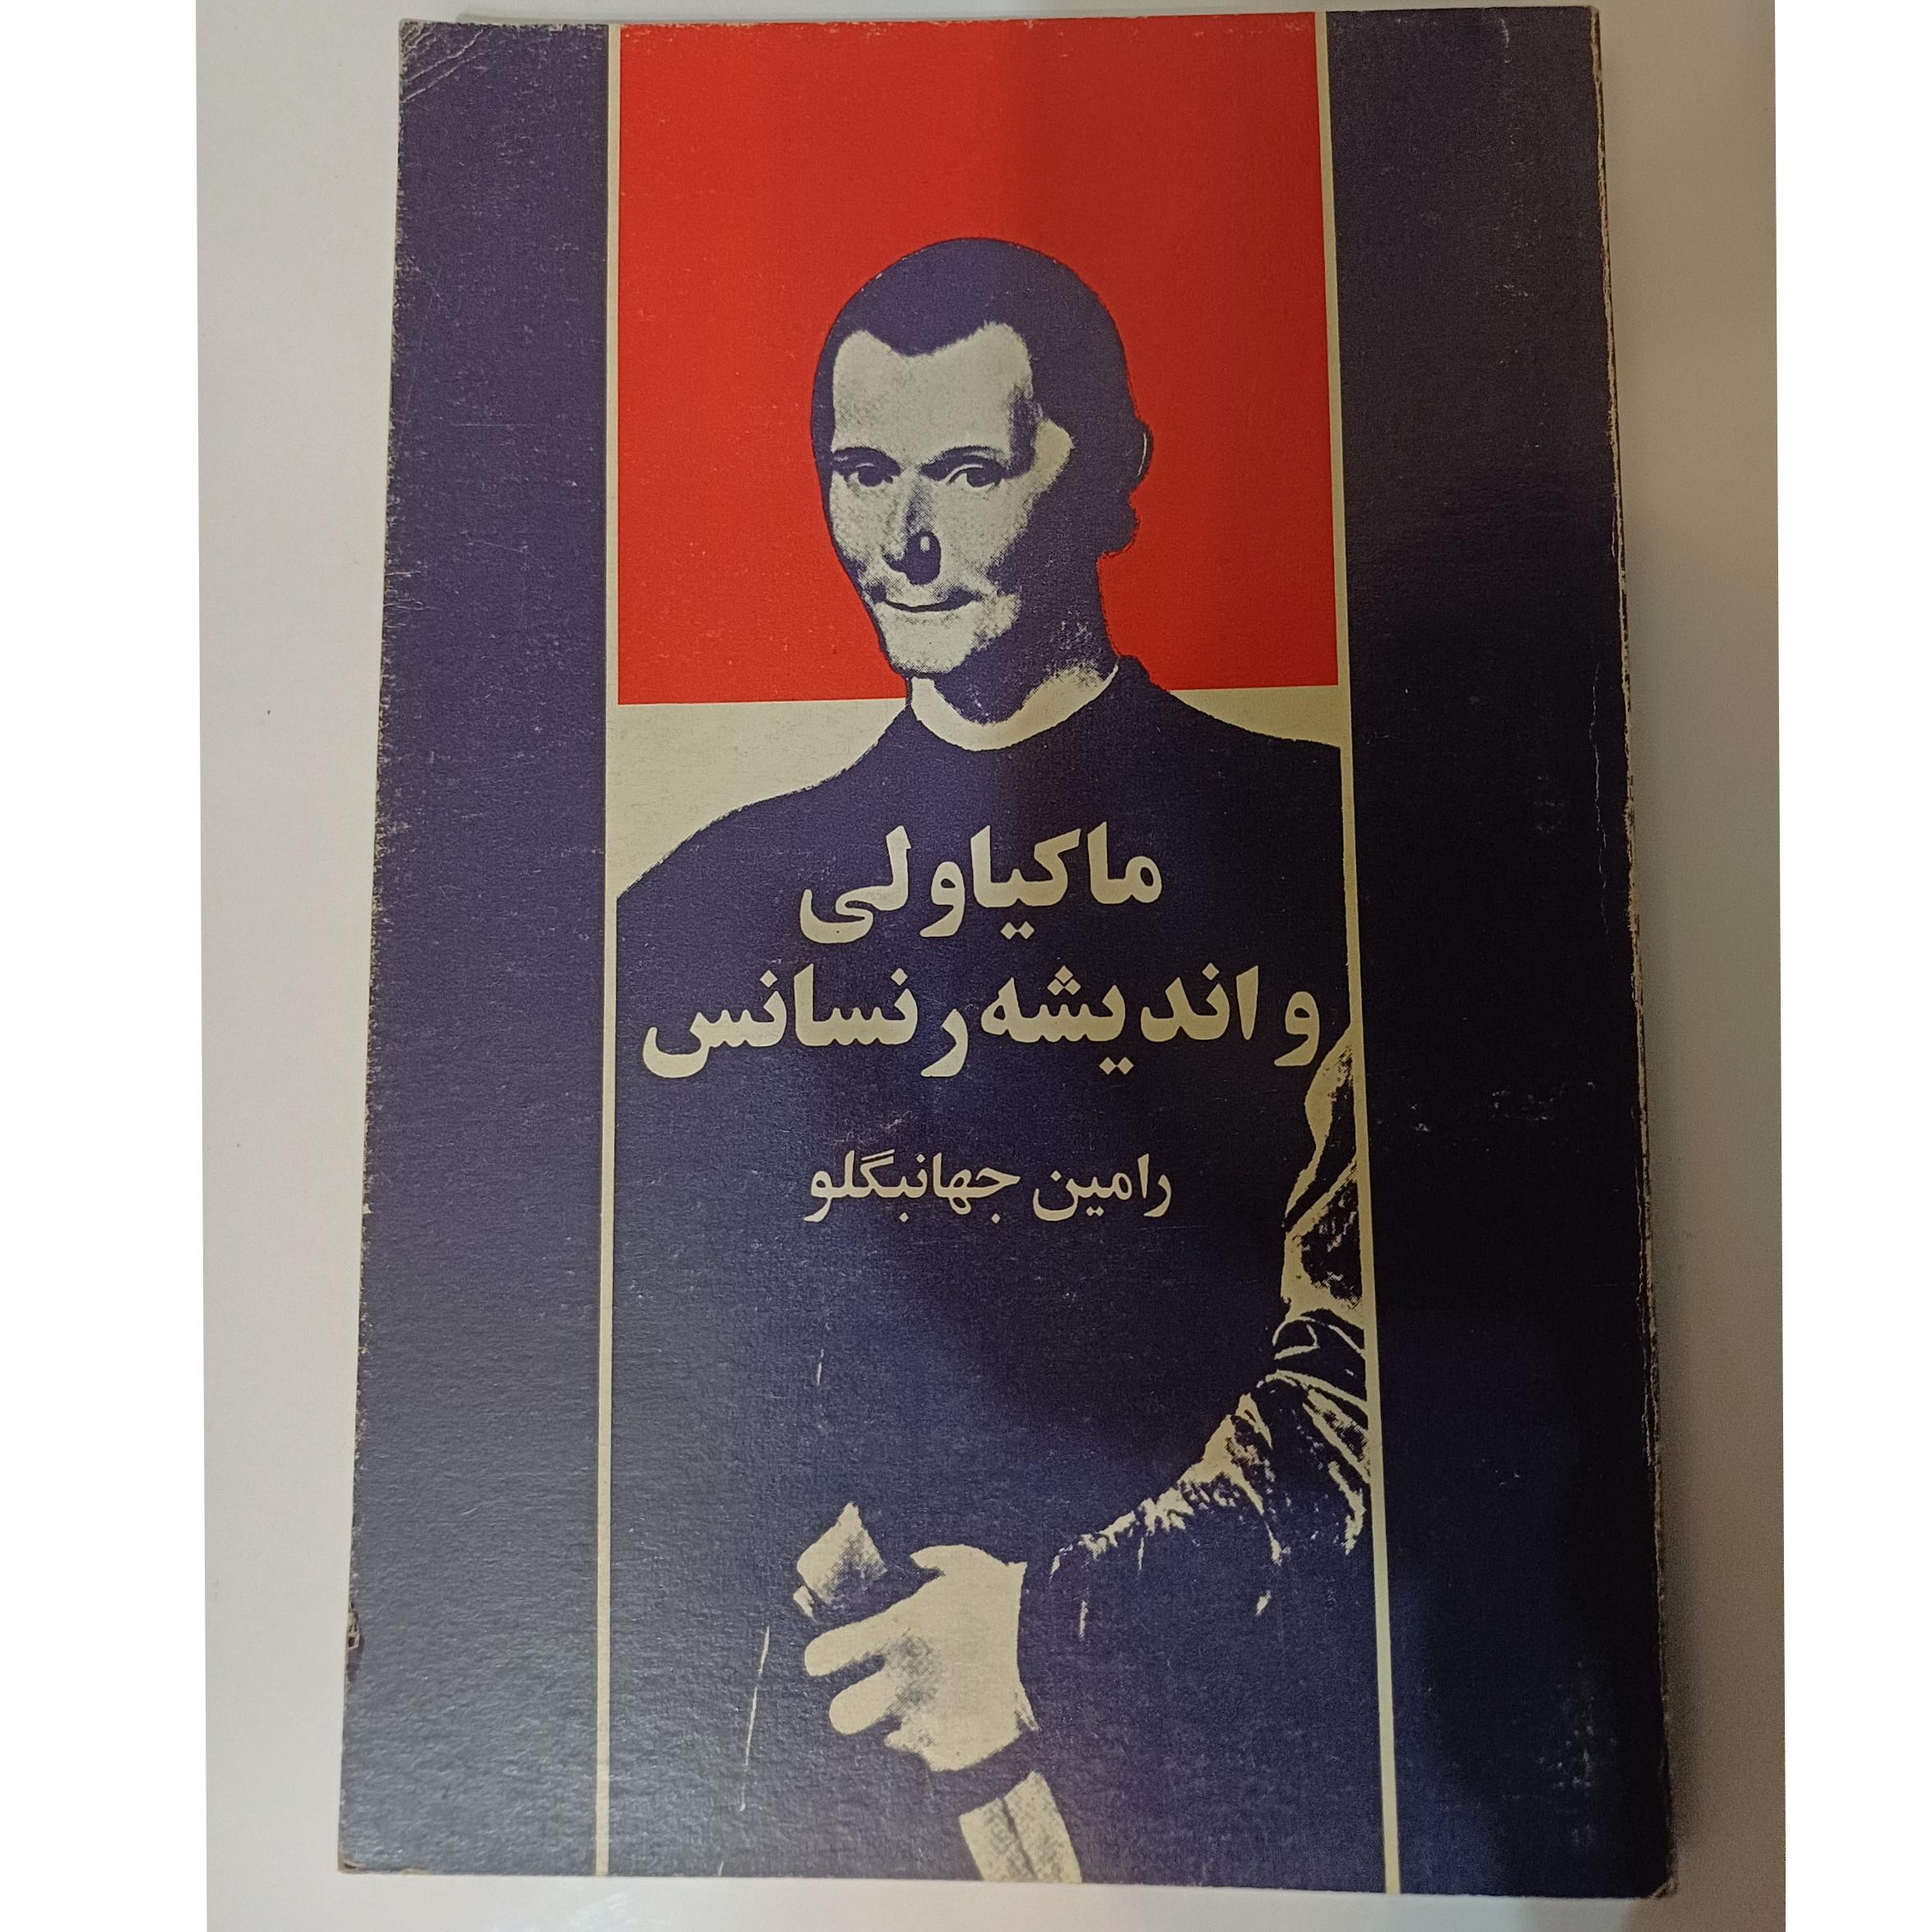 ماکیاولی
و اندیشه رنسانس
رامین جهانبگلو